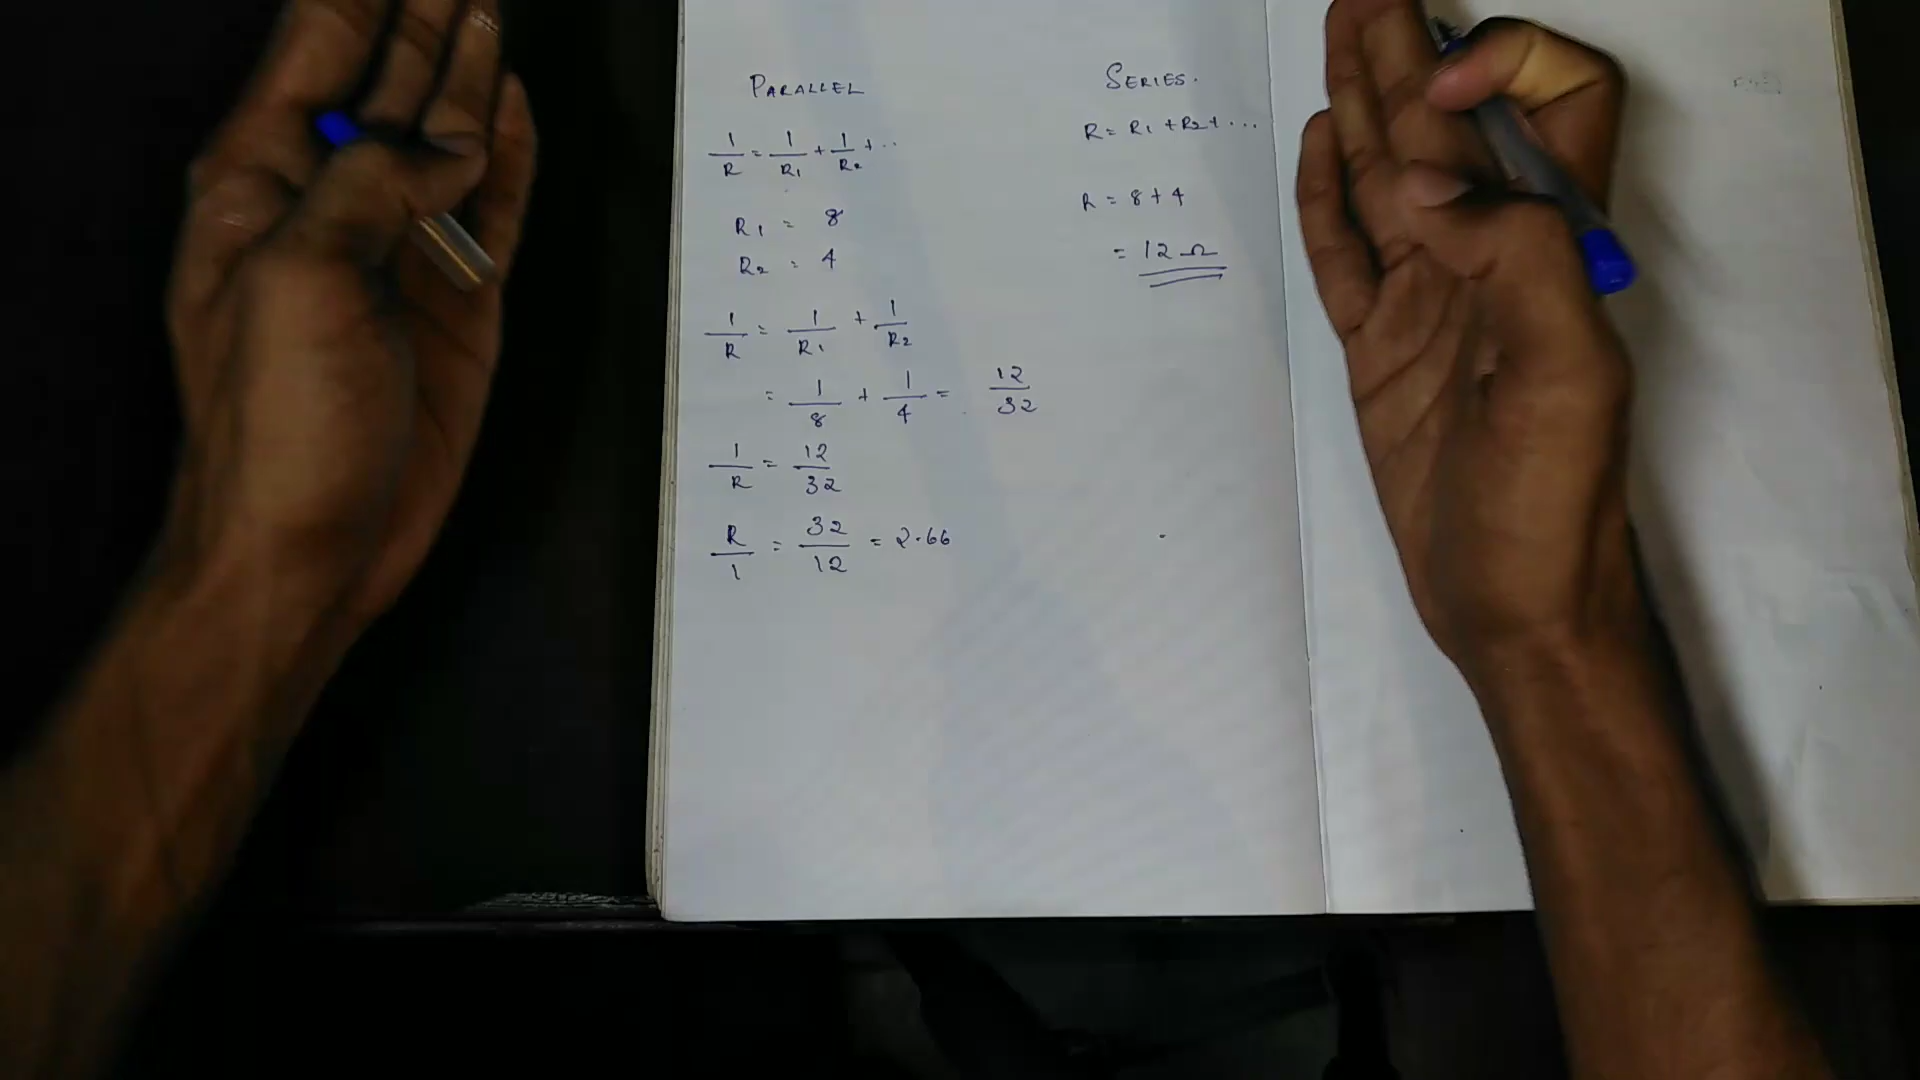 PARALLEL
1/R = 1/R1 + 1/R2 + ..
R1 = 8
R2 = 4
1/R = 1/R1 + 1/R2
= 1/8 + 1/4 = 12/32
1/R = 12/32
R/1 = 32/12 = 2.66
SERIES.
R = R1 + R2 + ...
R = 8 + 4
= 12 Ω